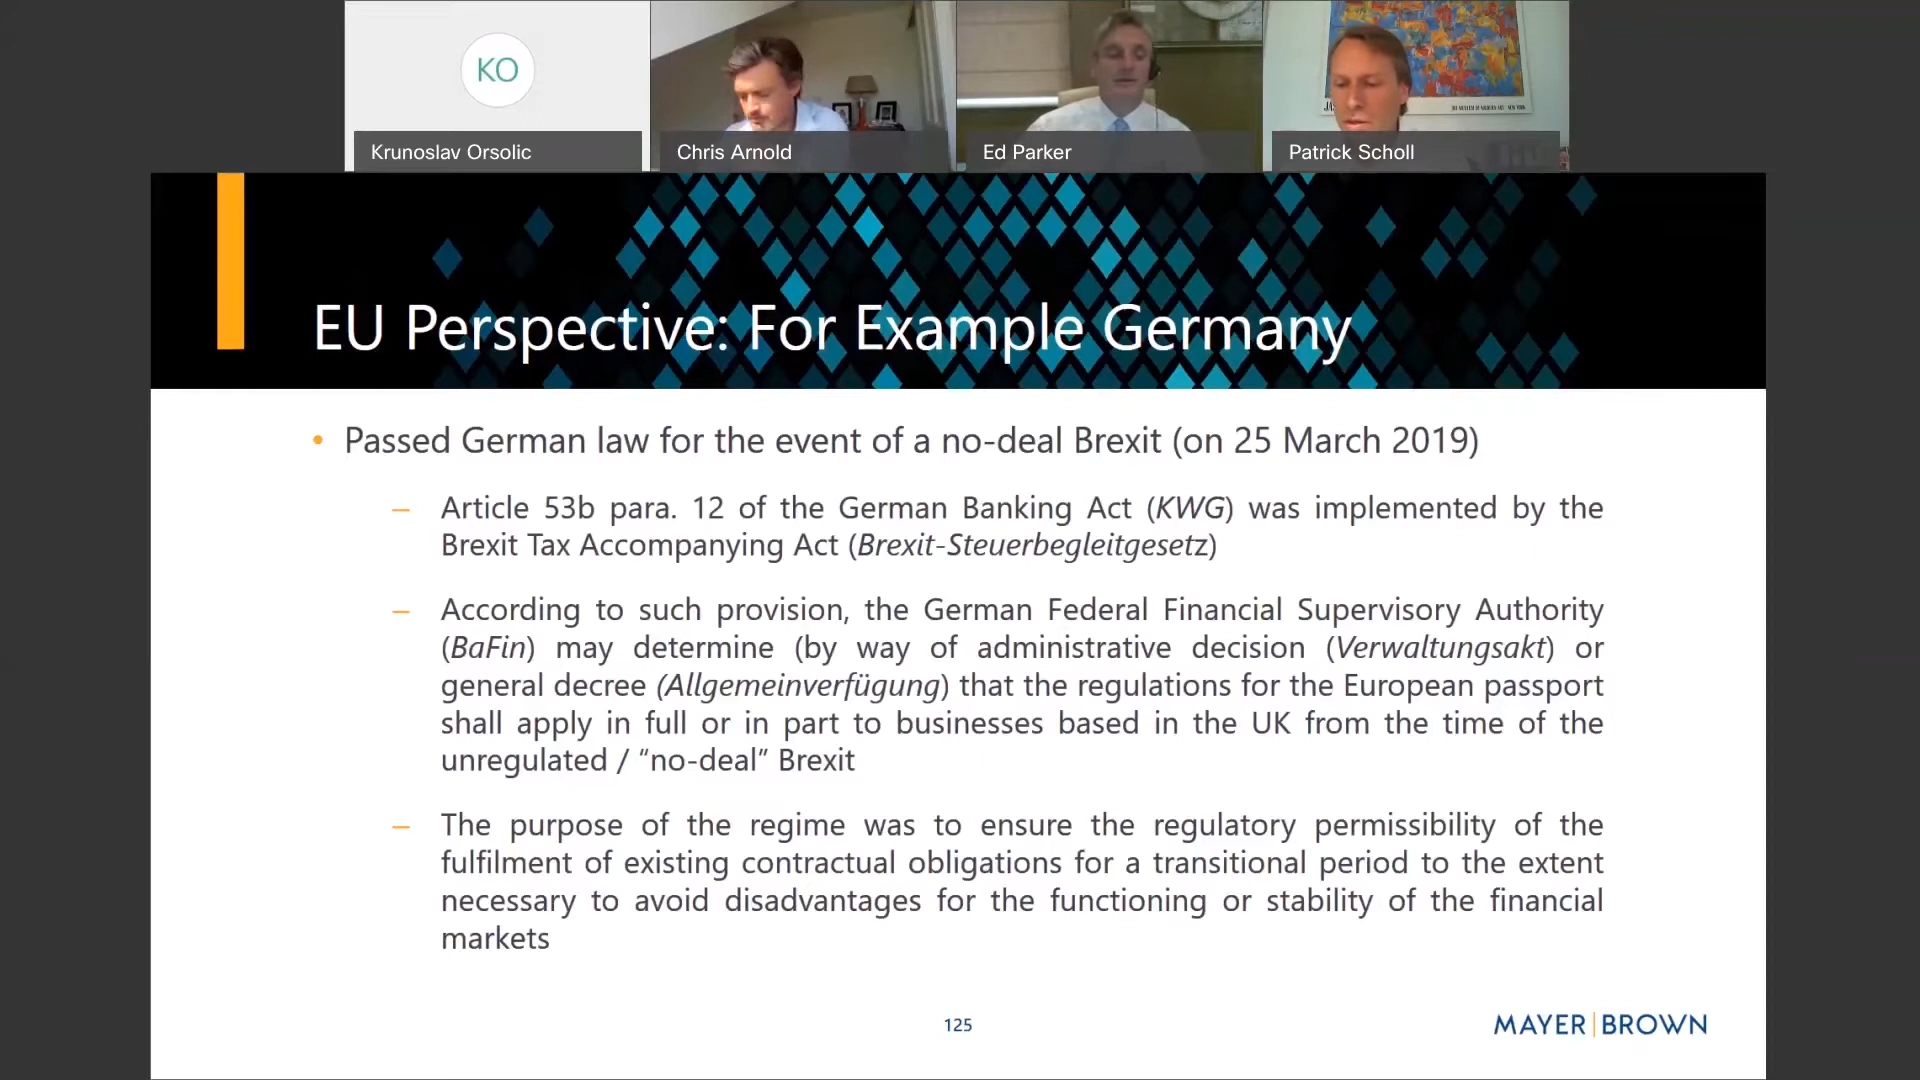 KO
Krunoslav Orsolic
Chris Arnold
Ed Parker
Patrick Scholl
EU Perspective: For Example Germany
• Passed German law for the event of a no-deal Brexit (on 25 March 2019)
– Article 53b para. 12 of the German Banking Act (KWG) was implemented by the
Brexit Tax Accompanying Act (Brexit-Steuerbegleitgesetz)
– According to such provision, the German Federal Financial Supervisory Authority
(BaFin) may determine (by way of administrative decision (Verwaltungsakt) or
general decree (Allgemeinverfügung) that the regulations for the European passport
shall apply in full or in part to businesses based in the UK from the time of the
unregulated / “no-deal” Brexit
– The purpose of the regime was to ensure the regulatory permissibility of the
fulfilment of existing contractual obligations for a transitional period to the extent
necessary to avoid disadvantages for the functioning or stability of the financial
markets
125
MAYER|BROWN